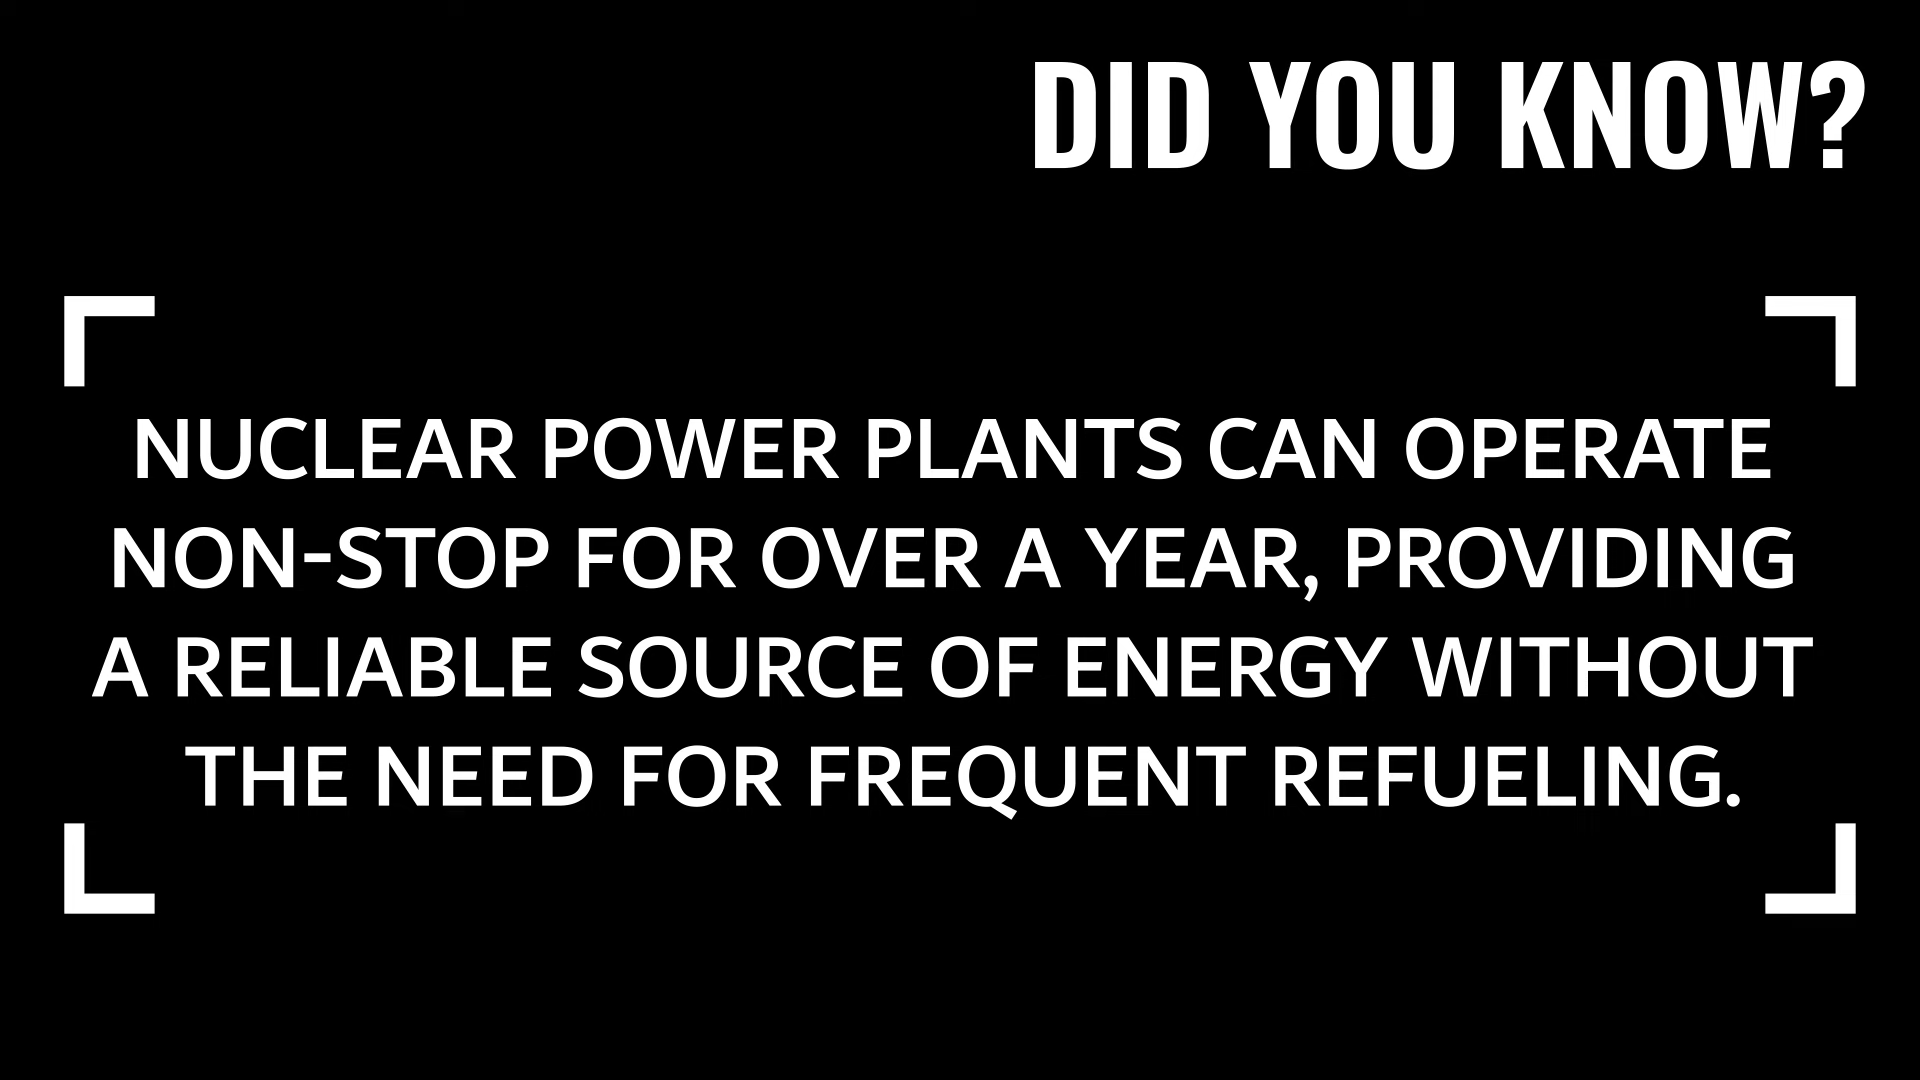 DID YOU KNOW?
NUCLEAR POWER PLANTS CAN OPERATE
NON-STOP FOR OVER A YEAR, PROVIDING
A RELIABLE SOURCE OF ENERGY WITHOUT
THE NEED FOR FREQUENT REFUELING.